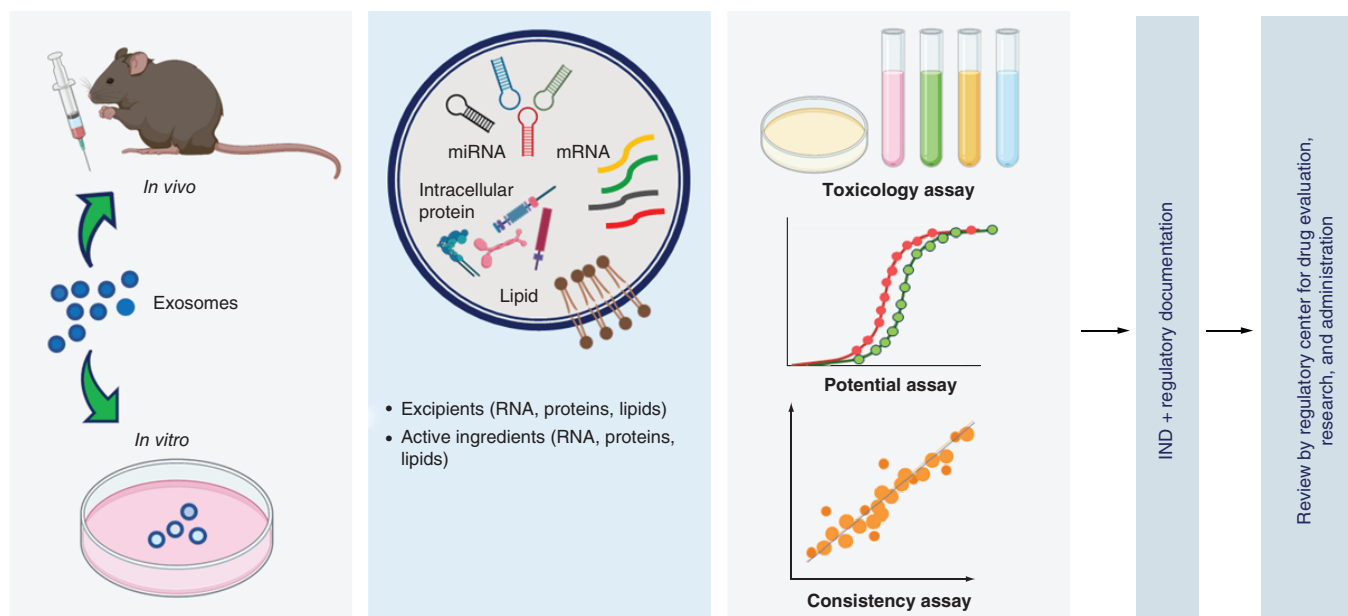 In vivo
Exosomes
In vitro
miRNA
mRNA
Intracellular
protein
Lipid
• Excipients (RNA, proteins, lipids)
• Active ingredients (RNA, proteins,
lipids)
Toxicology assay
Potential assay
Consistency assay
IND + regulatory documentation
Review by regulatory center for drug evaluation,
research, and administration